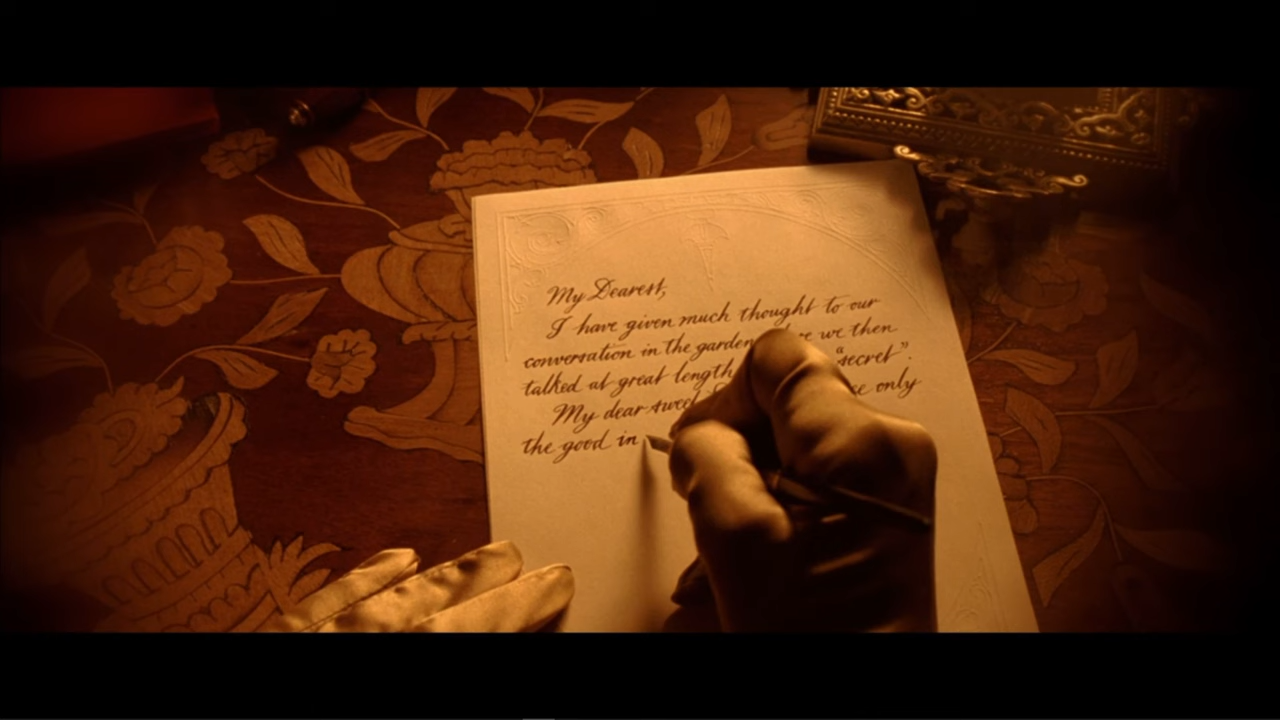 My Dearest,
I have given much thought to our
conversation in the garden we then
talked at great length "secret".
My dear sweet only
the good in